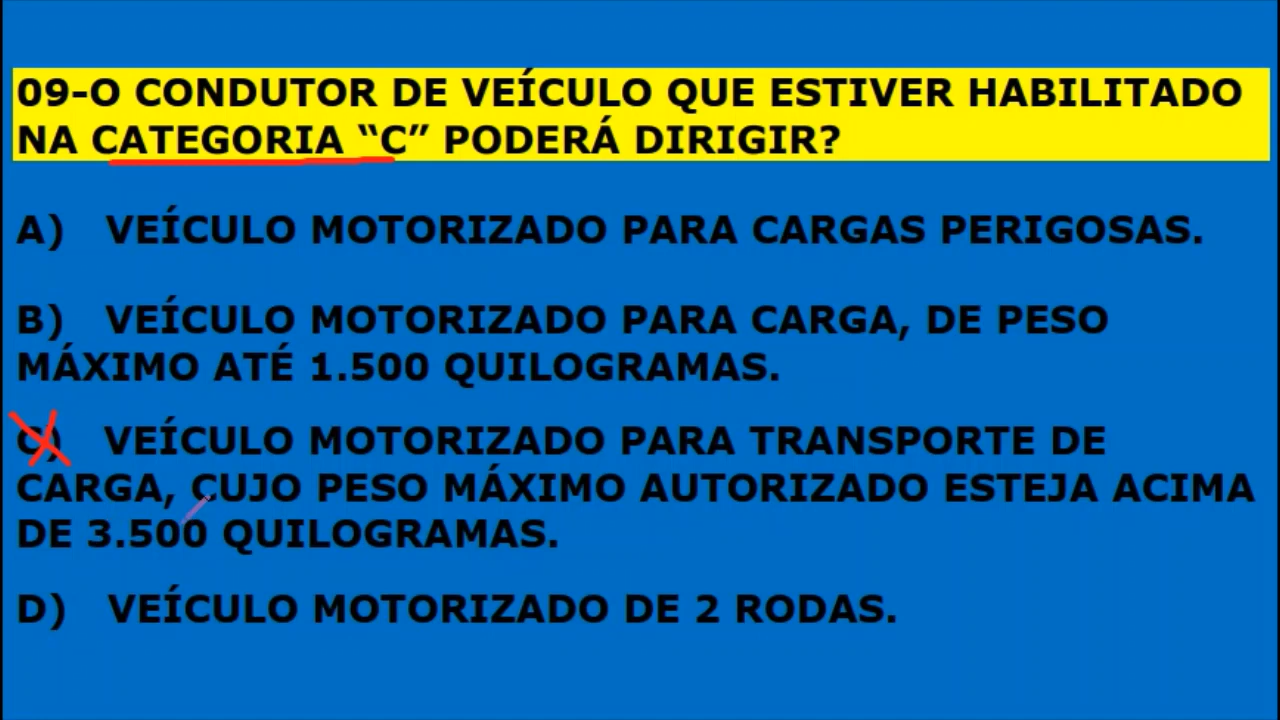 09-O CONDUTOR DE VEÍCULO QUE ESTIVER HABILITADO
NA CATEGORIA “C” PODERÁ DIRIGIR?
A) VEÍCULO MOTORIZADO PARA CARGAS PERIGOSAS.
B) VEÍCULO MOTORIZADO PARA CARGA, DE PESO
MÁXIMO ATÉ 1.500 QUILOGRAMAS.
C) VEÍCULO MOTORIZADO PARA TRANSPORTE DE
CARGA, CUJO PESO MÁXIMO AUTORIZADO ESTEJA ACIMA
DE 3.500 QUILOGRAMAS.
D) VEÍCULO MOTORIZADO DE 2 RODAS.